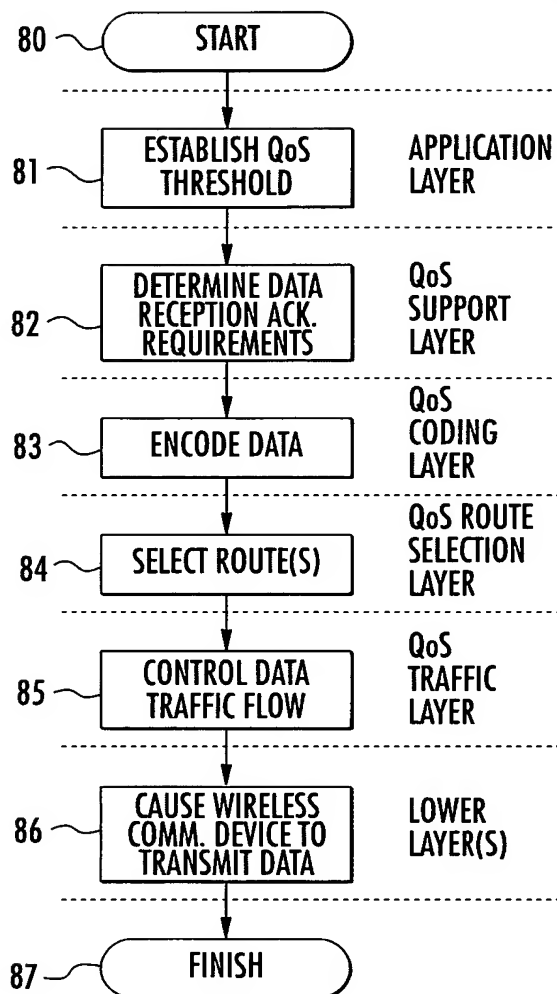 80
START
81
ESTABLISH QoS
THRESHOLD
APPLICATION
LAYER
82
DETERMINE DATA
RECEPTION ACK.
REQUIREMENTS
QoS
SUPPORT
LAYER
83
ENCODE DATA
QoS
CODING
LAYER
84
SELECT ROUTE(S)
QoS ROUTE
SELECTION
LAYER
85
CONTROL DATA
TRAFFIC FLOW
QoS
TRAFFIC
LAYER
86
CAUSE WIRELESS
COMM. DEVICE TO
TRANSMIT DATA
LOWER
LAYER(S)
87
FINISH